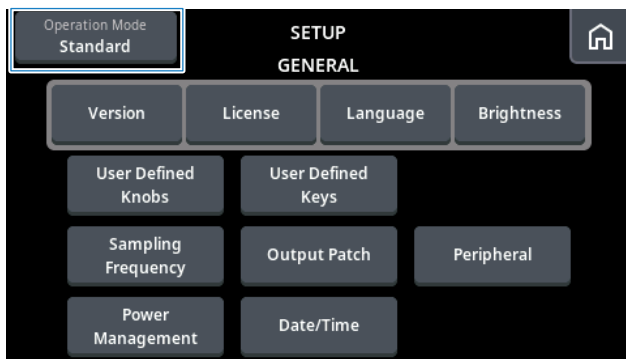 Operation Mode
Standard
SETUP
GENERAL
Version
License
Language
Brightness
User Defined
Knobs
User Defined
Keys
Sampling
Frequency
Output Patch
Peripheral
Power
Management
Date/Time